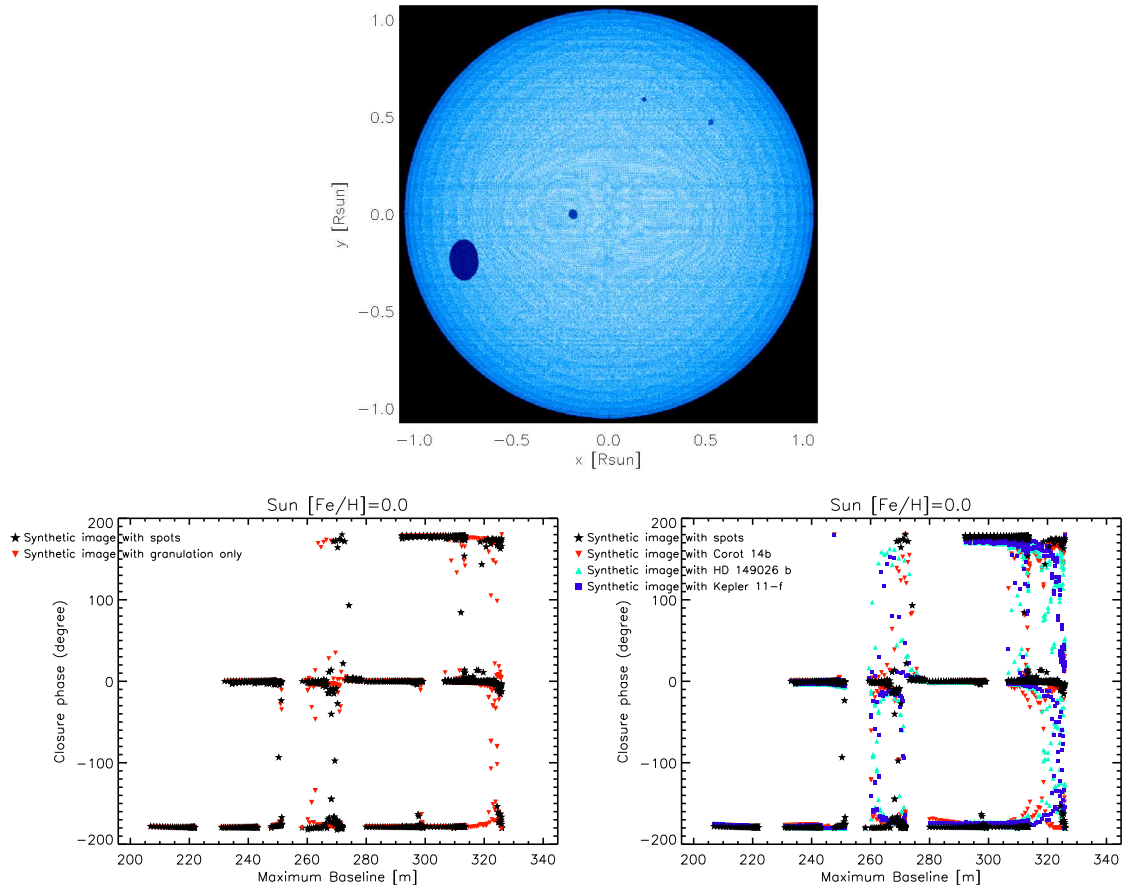 1.0
0.5
0.0
−0.5
−1.0
y [Rsun]
−1.0 −0.5 0.0 0.5 1.0
x [Rsun]
Sun [Fe/H]=0.0
200
100
0
−100
−200
Closure phase (degree)
Synthetic image with spots
Synthetic image with granulation only
200 220 240 260 280 300 320 340
Maximum Baseline [m]
Sun [Fe/H]=0.0
200
100
0
−100
−200
Closure phase (degree)
Synthetic image with spots
Synthetic image with Corot 14b
Synthetic image with HD 149026 b
Synthetic image with Kepler 11−f
200 220 240 260 280 300 320 340
Maximum Baseline [m]